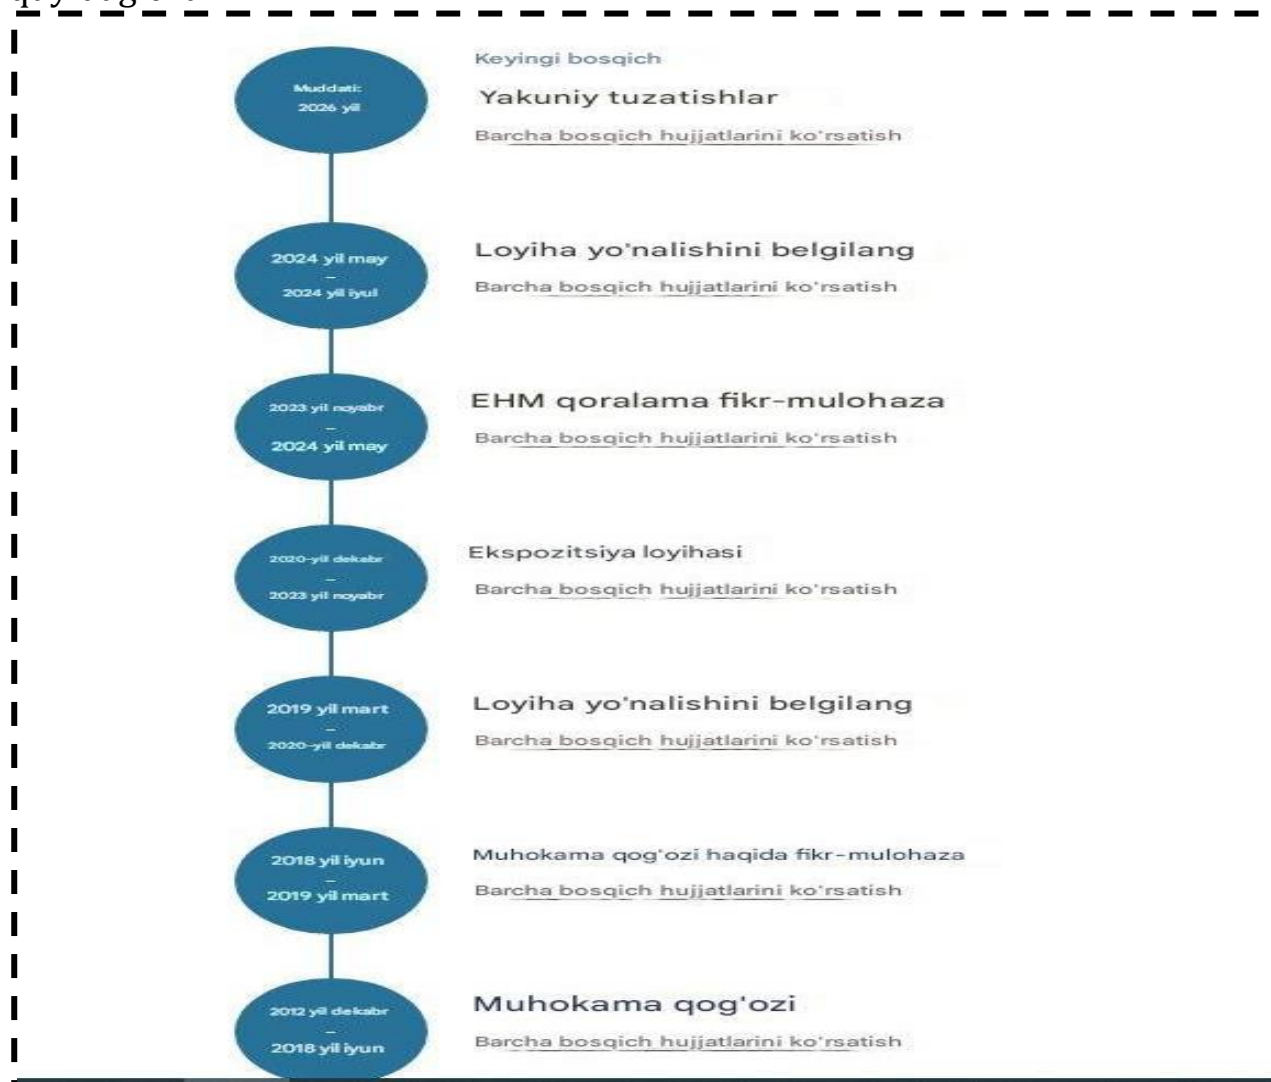 Keyingi bosqich
Muddati:
2026 yil
Yakuniy tuzatishlar
Barcha bosqich hujjatlarini ko'rsatish
2024 yil may
–
2024 yil iyul
Loyiha yo'nalishini belgilang
Barcha bosqich hujjatlarini ko'rsatish
2023 yil noyabr
–
2024 yil may
EHM qoralama fikr-mulohaza
Barcha bosqich hujjatlarini ko'rsatish
2020-yil dekabr
–
2023 yil noyabr
Ekspozitsiya loyihasi
Barcha bosqich hujjatlarini ko'rsatish
2019 yil mart
–
2020-yil dekabr
Loyiha yo'nalishini belgilang
Barcha bosqich hujjatlarini ko'rsatish
2018 yil iyun
–
2019 yil mart
Muhokama qog'ozi haqida fikr-mulohaza
Barcha bosqich hujjatlarini ko'rsatish
2012 yil dekabr
–
2018 yil iyun
Muhokama qog'ozi
Barcha bosqich hujjatlarini ko'rsatish